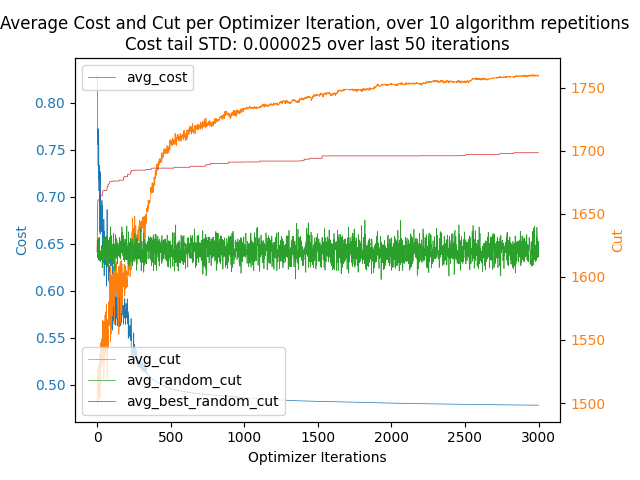 Average Cost and Cut per Optimizer Iteration, over 10 algorithm repetitions
Cost tail STD: 0.000025 over last 50 iterations
avg_cost
0.80
0.75
0.70
0.65
0.60
0.55
0.50
Cost
1750
1700
1650
1600
1550
1500
Cut
avg_cut
avg_random_cut
avg_best_random_cut
0
500
1000
1500
2000
2500
3000
Optimizer Iterations